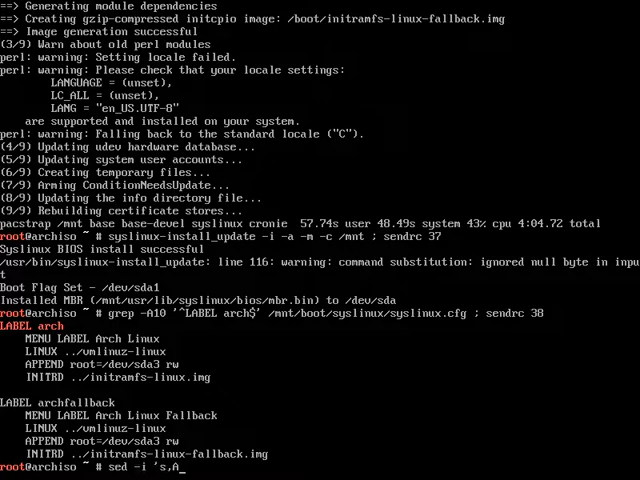 ==> Generating module dependencies
==> Creating gzip-compressed initcpio image: /boot/initramfs-linux-fallback.img
==> Image generation successful
(3/9) Warn about old perl modules
perl: warning: Setting locale failed.
perl: warning: Please check that your locale settings:
LANGUAGE = (unset),
LC_ALL = (unset),
LANG = "en_US.UTF-8"
are supported and installed on your system.
perl: warning: Falling back to the standard locale ("C").
(4/9) Updating udev hardware database...
(5/9) Updating system user accounts...
(6/9) Creating temporary files...
(7/9) Arming ConditionNeedsUpdate...
(8/9) Updating the info directory file...
(9/9) Rebuilding certificate stores...
pacstrap /mnt base base-devel syslinux cronie  57.74s user 48.49s system 43% cpu 4:04.72 total
root@archiso ~ # syslinux-install_update -i -a -m -c /mnt ; sendrc 37
Syslinux BIOS install successful
/usr/bin/syslinux-install_update: line 116: warning: command substitution: ignored null byte in inpu
t
Boot Flag Set - /dev/sda1
Installed MBR (/mnt/usr/lib/syslinux/bios/mbr.bin) to /dev/sda
root@archiso ~ # grep -A10 '^LABEL arch$' /mnt/boot/syslinux/syslinux.cfg ; sendrc 38
LABEL arch
MENU LABEL Arch Linux
LINUX ../vmlinuz-linux
APPEND root=/dev/sda3 rw
INITRD ../initramfs-linux.img
LABEL archfallback
MENU LABEL Arch Linux Fallback
LINUX ../vmlinuz-linux
APPEND root=/dev/sda3 rw
INITRD ../initramfs-linux-fallback.img
root@archiso ~ # sed -i 's,A_